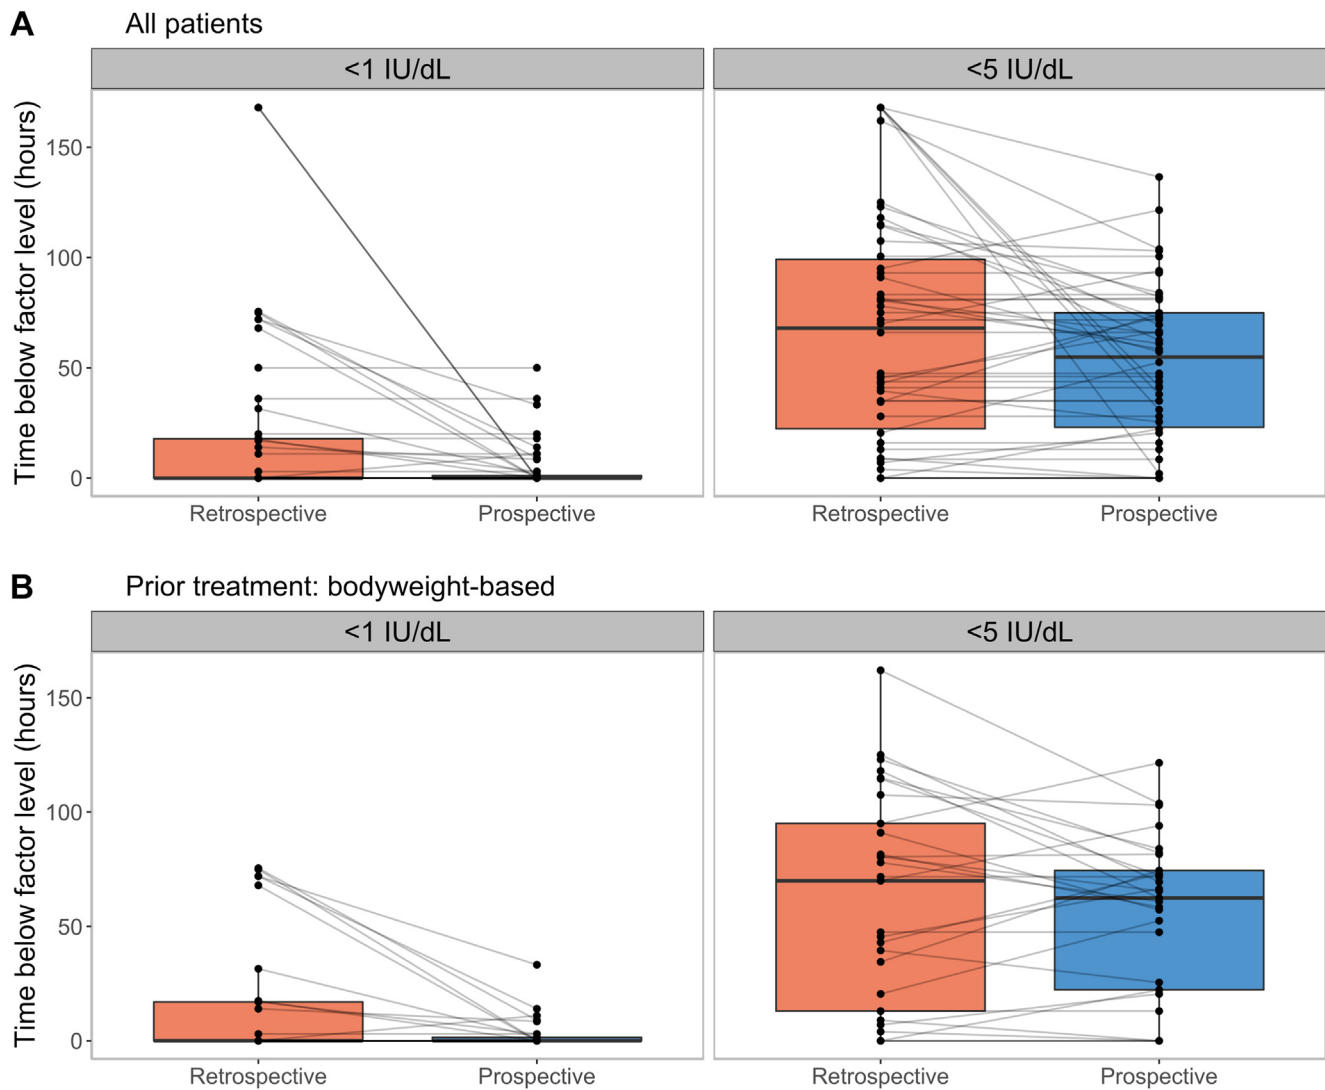 A All patients
<1 IU/dL <5 IU/dL
Time below factor level (hours)
150
100
50
0
Retrospective Prospective Retrospective Prospective
B Prior treatment: bodyweight-based
<1 IU/dL <5 IU/dL
Time below factor level (hours)
150
100
50
0
Retrospective Prospective Retrospective Prospective